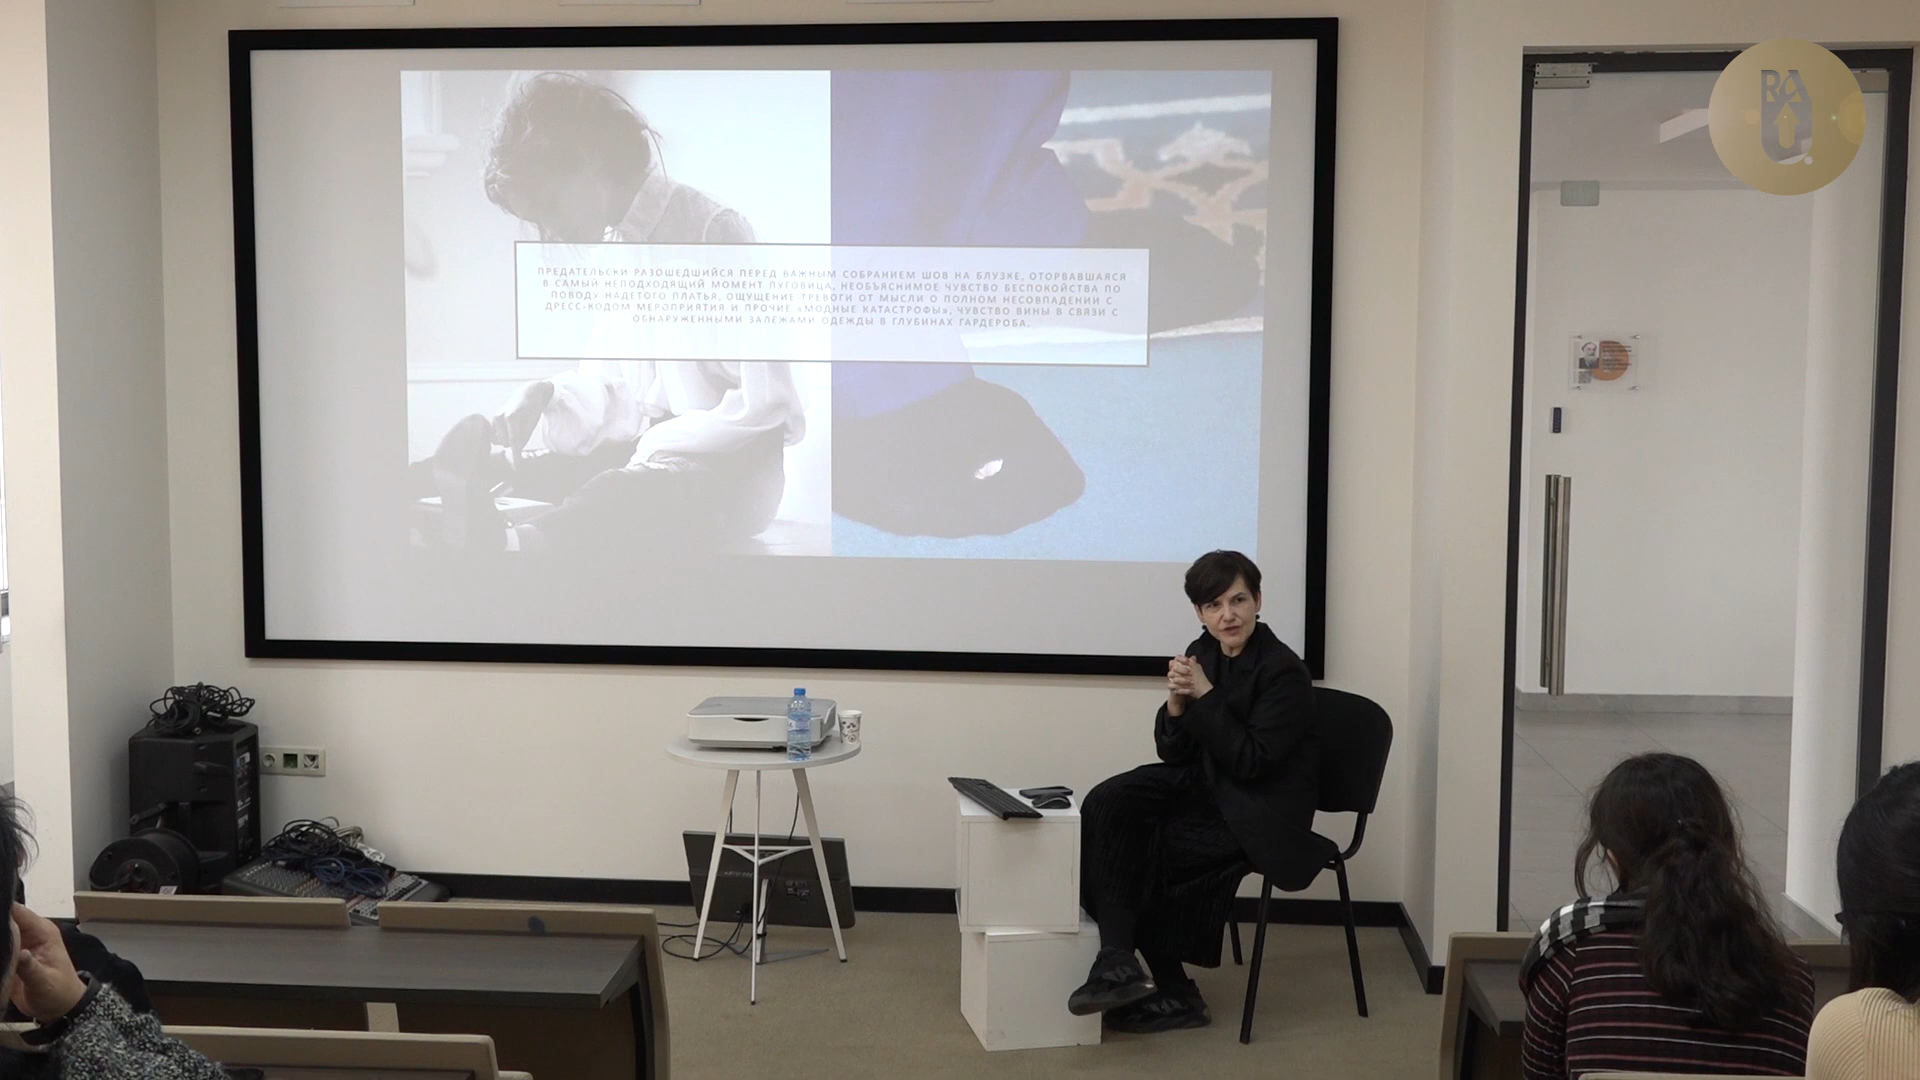 ПРЕДАТЕЛЬСКИ РАЗОШЕДШИЙСЯ ПЕРЕД ВАЖНЫМ СОБРАНИЕМ ШОВ НА БЛУЗКЕ, ОТОРВАВШАЯСЯ
В САМЫЙ НЕПОДХОДЯЩИЙ МОМЕНТ ПУГОВИЦА, НЕОБЪЯСНИМОЕ ЧУВСТВО БЕСПОКОЙСТВА ПО
ПОВОДУ НАДЕТОГО ПЛАТЬЯ, ОЩУЩЕНИЕ ТРЕВОГИ ОТ МЫСЛИ О ПОЛНОМ НЕСОВПАДЕНИИ С
ДРЕСС-КОДОМ МЕРОПРИЯТИЯ И ПРОЧИЕ «МОДНЫЕ КАТАСТРОФЫ», ЧУВСТВО ВИНЫ В СВЯЗИ С
ОБНАРУЖЕННЫМИ ЗАЛЕЖАМИ ОДЕЖДЫ В ГЛУБИНАХ ГАРДЕРОБА.
RAU